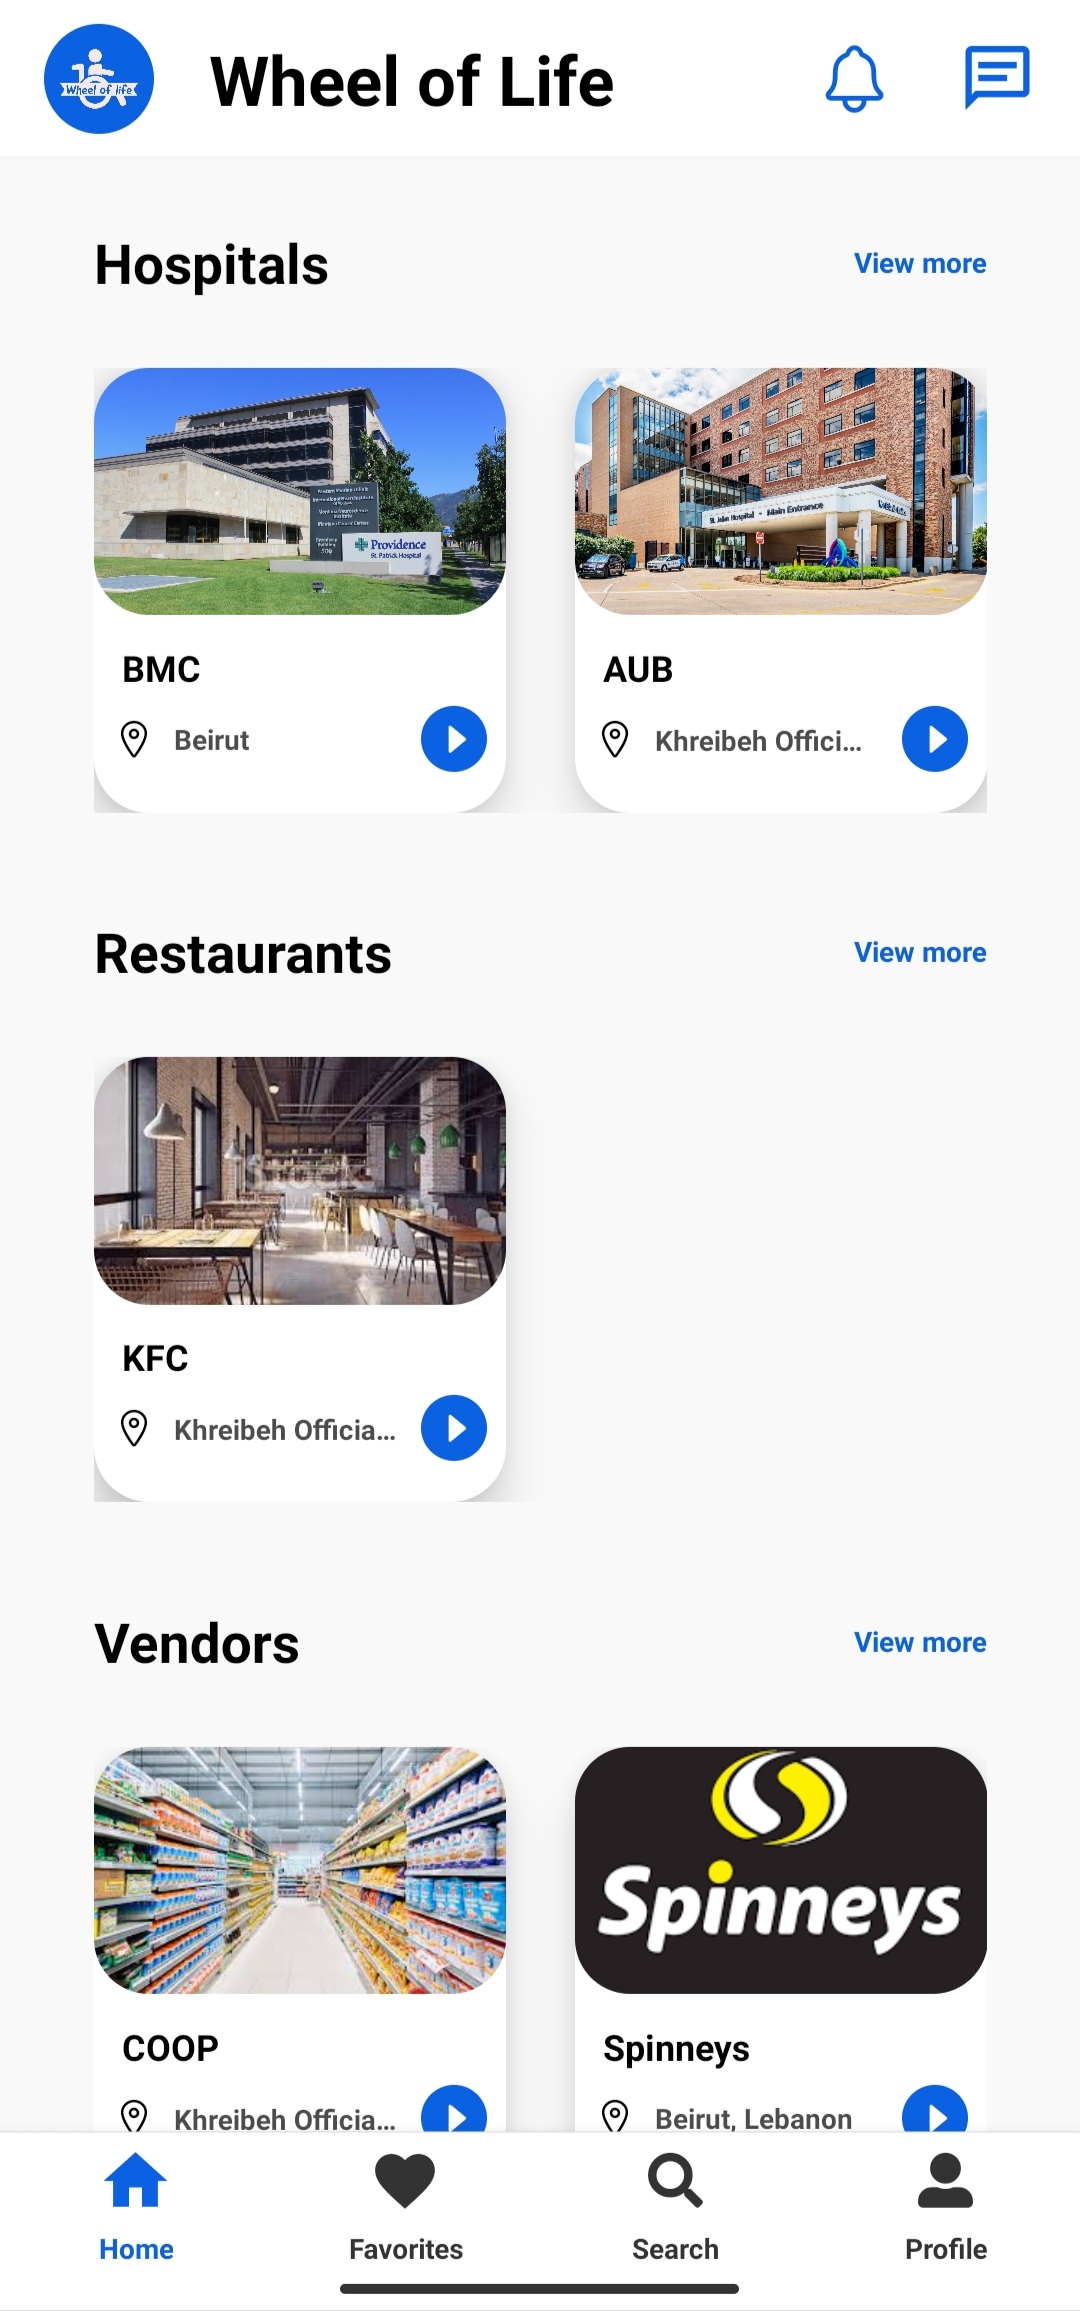 Wheel of life
Wheel of Life
Hospitals
View more
Providence
St. Patrick Hospital
St. John Hospital - Main Entrance
BMC
AUB
Beirut
Khreibeh Offici...
Restaurants
View more
KFC
Khreibeh Officia...
Vendors
View more
Spinneys
COOP
Spinneys
Khreibeh Officia...
Beirut, Lebanon
Home
Favorites
Search
Profile